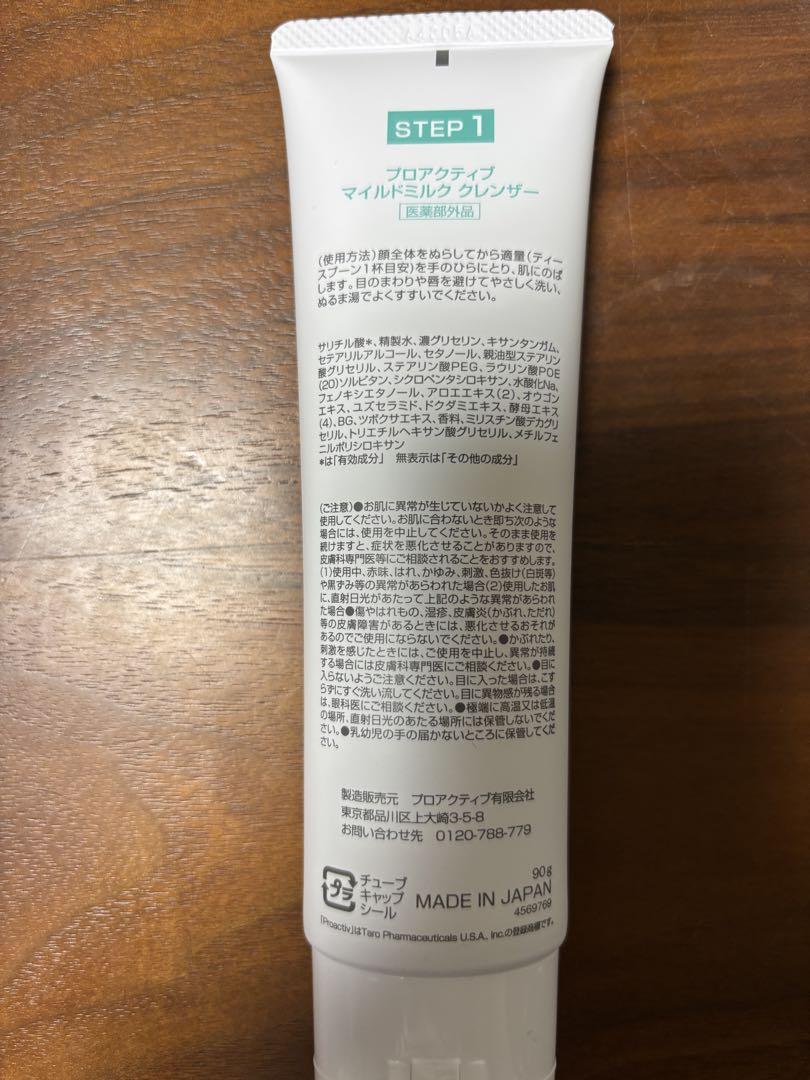 STEP 1
プロアクティブ
マイルドミルク クレンザー
医薬部外品
(使用方法)顔全体をぬらしてから適量(ティー
スプーン1杯目安)を手のひらにとり、肌にのば
します。目のまわりや唇を避けてやさしく洗い、
ぬるま湯でよくすすいでください。
サリチル酸*、精製水、濃グリセリン、キサンタンガム、
セテアリルアルコール、セタノール、親油型ステアリン
酸グリセリル、ステアリン酸PEG、ラウリン酸POE
(20)ソルビタン、シクロペンタシロキサン、水酸化Na、
フェノキシエタノール、アロエエキス(2)、オウゴン
エキス、ユズセラミド、ドクダミエキス、酵母エキス
(4)、BG、ツボクサエキス、香料、ミリスチン酸デカグリ
セリル、トリエチルヘキサン酸グリセリル、メチルフェ
ニルポリシロキサン
*は「有効成分」 無表示は「その他の成分」
(ご注意)●お肌に異常が生じていないかよく注意して
使用してください。お肌に合わないとき即ち次のような
場合には、使用を中止してください。そのまま使用を
続けますと、症状を悪化させることがありますので、
皮膚科専門医等にご相談されることをおすすめします。
(1)使用中、赤味、はれ、かゆみ、刺激、色抜け(白斑等)
や黒ずみ等の異常があらわれた場合(2)使用したお肌
に、直射日光があたって上記のような異常があらわれ
た場合●傷やはれもの、湿疹、皮膚炎(かぶれ、ただれ)
等の皮膚障害があるときには、悪化させるおそれが
あるのでご使用にならないでください。●かぶれたり、
刺激を感じたときには、ご使用を中止し、異常が持続
する場合には皮膚科専門医にご相談ください。●目に
入らないようご注意ください。目に入った場合は、こす
らずにすぐ洗い流してください。目に異物感が残る場合
は、眼科医にご相談ください。●極端に高温又は低温
の場所、直射日光のあたる場所には保管しないでくだ
さい。●乳幼児の手の届かないところに保管してくだ
さい。
製造販売元 プロアクティブ有限会社
東京都品川区上大崎3-5-8
お問い合わせ先 0120-788-779
プラ
チューブ
キャップ
シール
90g
MADE IN JAPAN
4569769
「Proactiv」はTaro Pharmaceuticals U.S.A., Inc.の登録商標です。